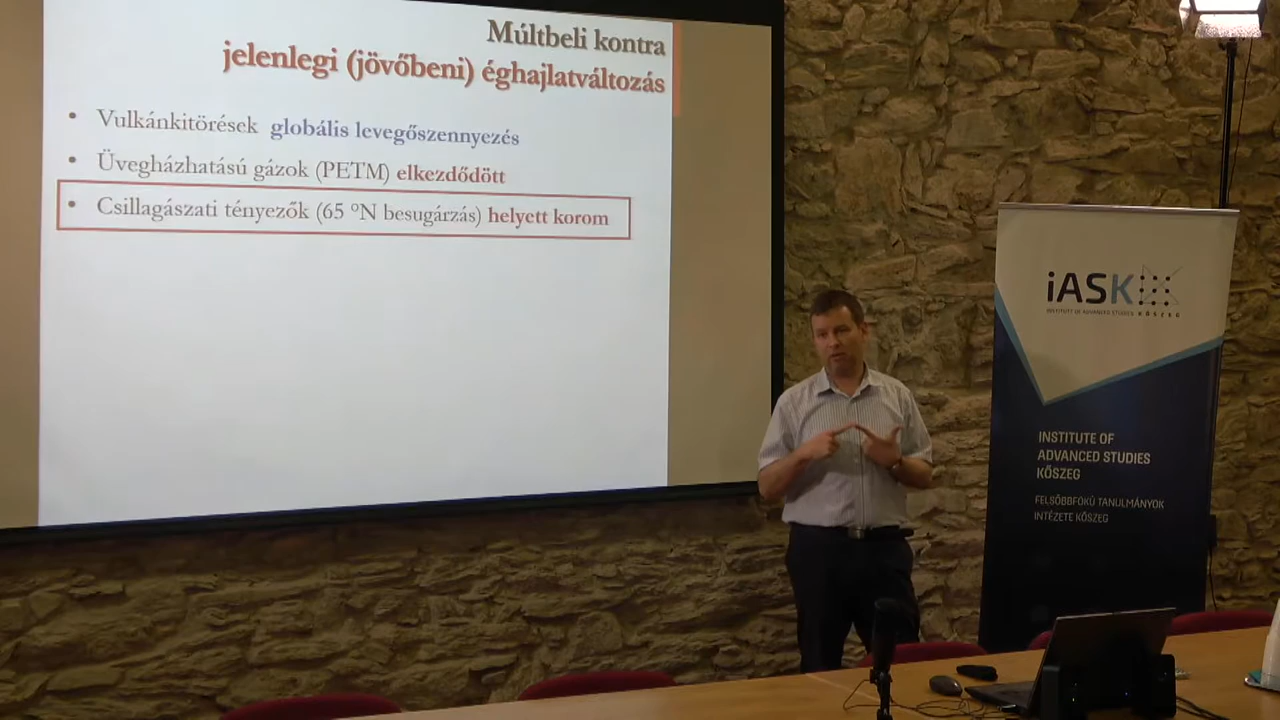 Múltbeli kontra
jelenlegi (jövőbeni) éghajlatváltozás
• Vulkánkitörések globális levegőszennyezés
• Üvegházhatású gázok (PETM) elkezdődött
• Csillagászati tényezők (65 °N besugárzás) helyett korom
iASK
INSTITUTE OF ADVANCED STUDIES KŐSZEG
INSTITUTE OF
ADVANCED STUDIES
KŐSZEG
FELSŐBBFOKÚ TANULMÁNYOK
INTÉZETE KŐSZEG